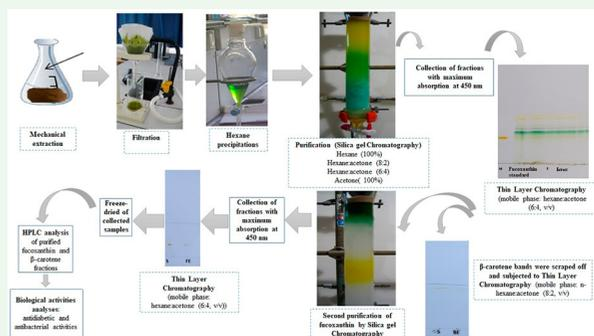 Mechanical
extraction
Filtration
Hexane
precipitations
Purification (Silica gel Chromatography)
Hexane (100%)
Hexane:acetone (8:2)
Hexane:acetone (6:4)
Acetone( 100%)
Collection of fractions
with maximum
absorption at 450 nm
Fucoxanthin
standard
Thin Layer Chromatography
(mobile phase: hexane:acetone
(6:4, v/v)
β-carotene bands were scraped off
and subjected to Thin Layer
Chromatography (mobile phase: n-
hexane:acetone (8:2, v/v)
Second purification of
fucoxanthin by Silica gel
Chromatography
Collection of
fractions with
maximum
absorption at
450 nm
S FE
Thin Layer
Chromatography
(mobile phase:
hexane:acetone (6:4, v/v))
Freeze-
dried of
collected
samples
HPLC analysis
of purified
fucoxanthin and
β-carotene
fractions
Biological activities
analyses:
antidiabetic and
antibacterial activities